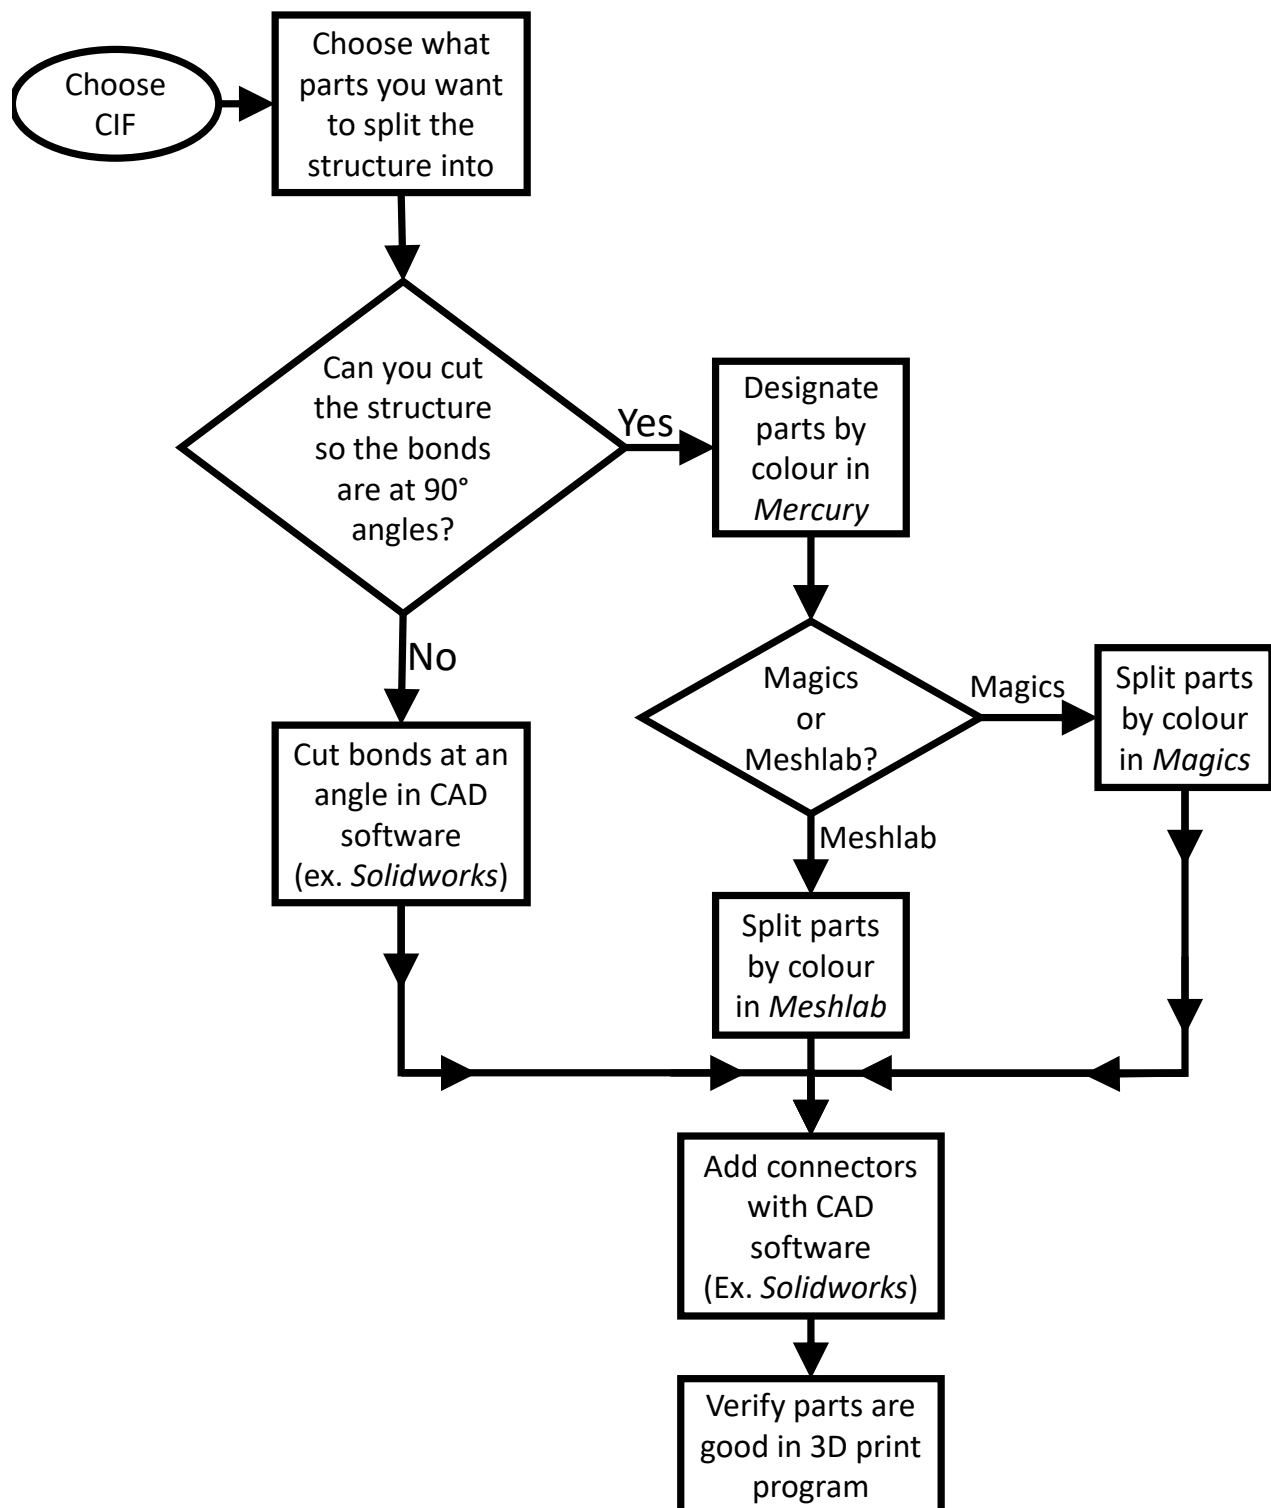 Choose
CIF
Choose what
parts you want
to split the
structure into
Can you cut
the structure
so the bonds
are at 90°
angles?
Yes
Designate
parts by
colour in
Mercury
No
Magics
or
Meshlab?
Magics
Split parts
by colour
in Magics
Cut bonds at an
angle in CAD
software
(ex. Solidworks)
Meshlab
Split parts
by colour
in Meshlab
Add connectors
with CAD
software
(Ex. Solidworks)
Verify parts are
good in 3D print
program